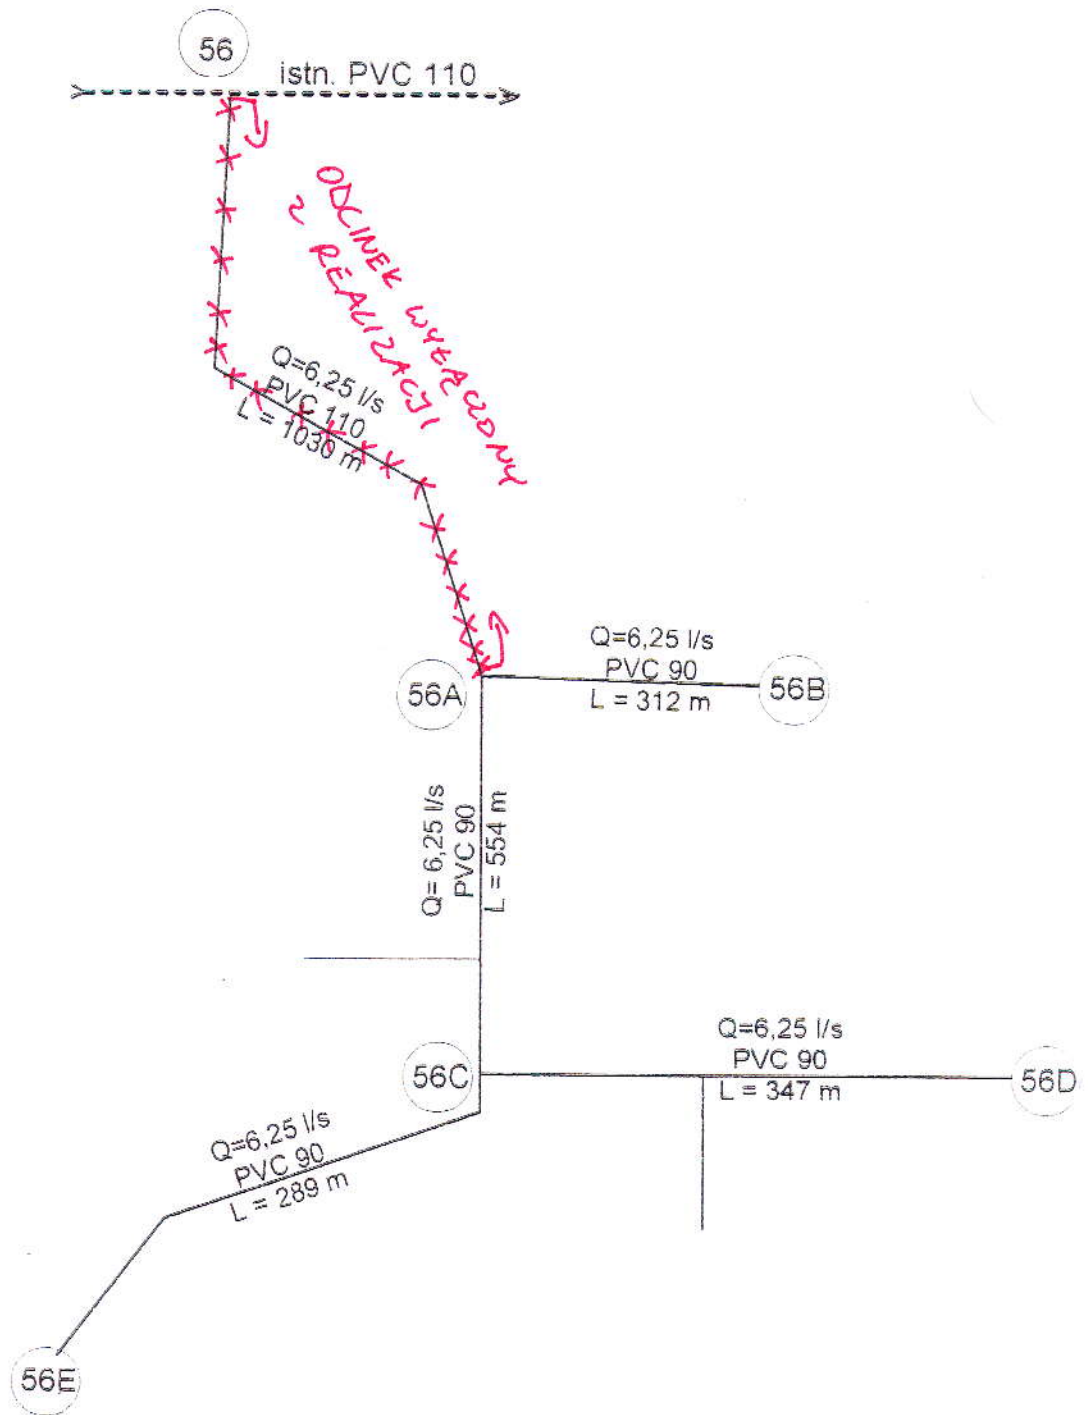 56
istn. PVC 110
ODCINEK WYŁĄCZONY
Z REALIZACJI
Q=6,25 l/s
PVC 110
L = 1030 m
56A
Q=6,25 l/s
PVC 90
L = 312 m
56B
Q= 6,25 l/s
PVC 90
L = 554 m
56C
Q=6,25 l/s
PVC 90
L = 347 m
56D
Q=6,25 l/s
PVC 90
L = 289 m
56E